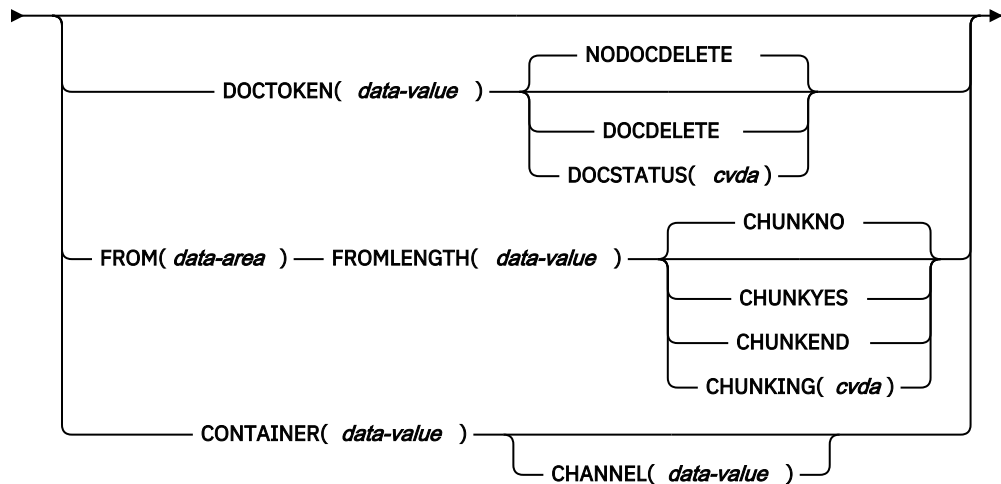 NODOCDELETE
DOCTOKEN( data-value )
DOCDELETE
DOCSTATUS( cvda )
CHUNKNO
FROM( data-area ) FROMLENGTH( data-value )
CHUNKYES
CHUNKEND
CHUNKING( cvda )
CONTAINER( data-value )
CHANNEL( data-value )